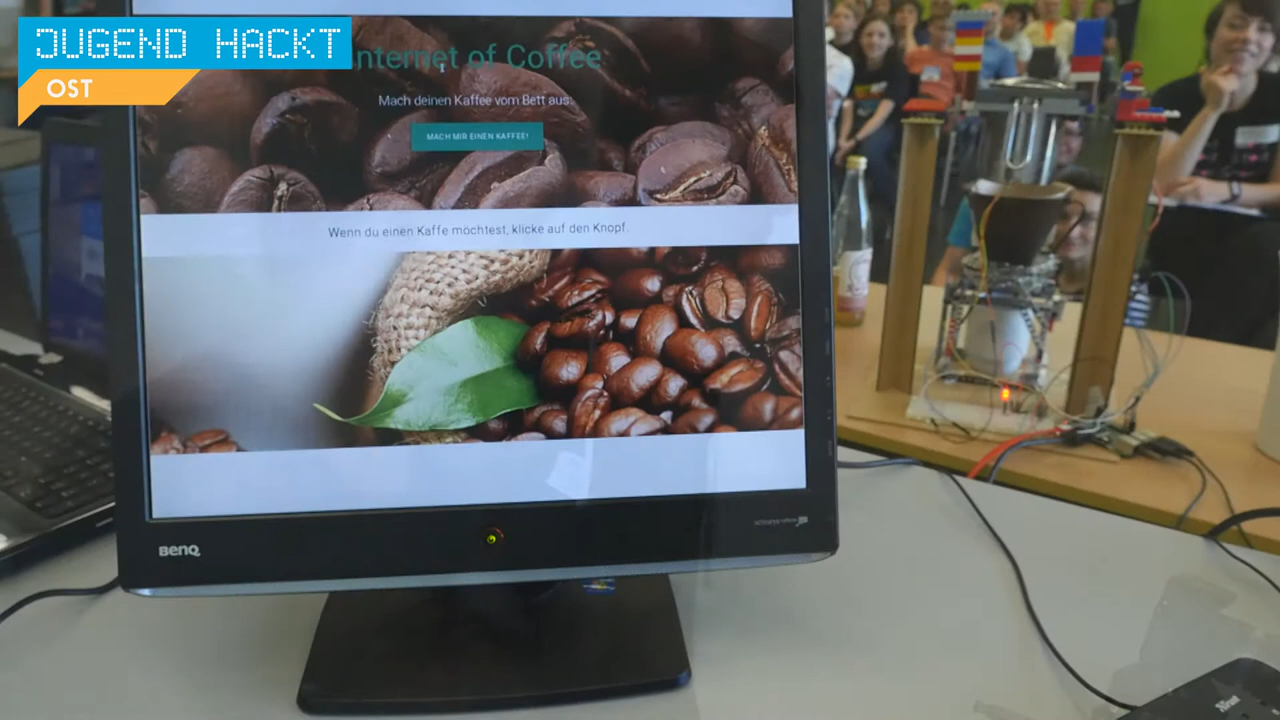 JUGEND HACKT
OST
Internet of Coffee
Mach deinen Kaffee vom Bett aus.
MACH MIR EINEN KAFFEE!
Wenn du einen Kaffe möchtest, klicke auf den Knopf.
BenQ
Trust